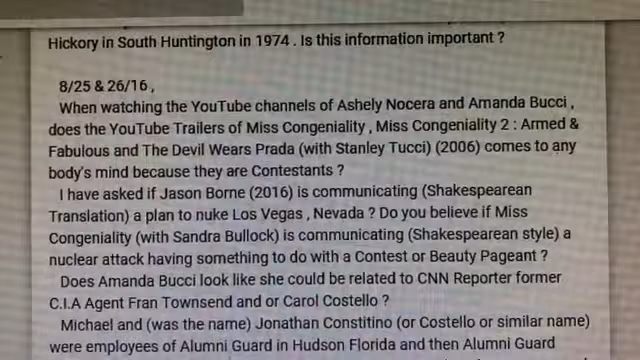 Hickory in South Huntington in 1974 . Is this information important ?
8/25 & 26/16 ,
When watching the YouTube channels of Ashely Nocera and Amanda Bucci ,
does the YouTube Trailers of Miss Congeniality , Miss Congeniality 2 : Armed &
Fabulous and The Devil Wears Prada (with Stanley Tucci) (2006) comes to any
body's mind because they are Contestants ?
I have asked if Jason Borne (2016) is communicating (Shakespearean
Translation) a plan to nuke Los Vegas , Nevada ? Do you believe if Miss
Congeniality (with Sandra Bullock) is communicating (Shakespearean style) a
nuclear attack having something to do with a Contest or Beauty Pageant ?
Does Amanda Bucci look like she could be related to CNN Reporter former
C.I.A Agent Fran Townsend and or Carol Costello ?
Michael and (was the name) Jonathan Constitino (or Costello or similar name)
were employees of Alumni Guard in Hudson Florida and then Alumni Guard